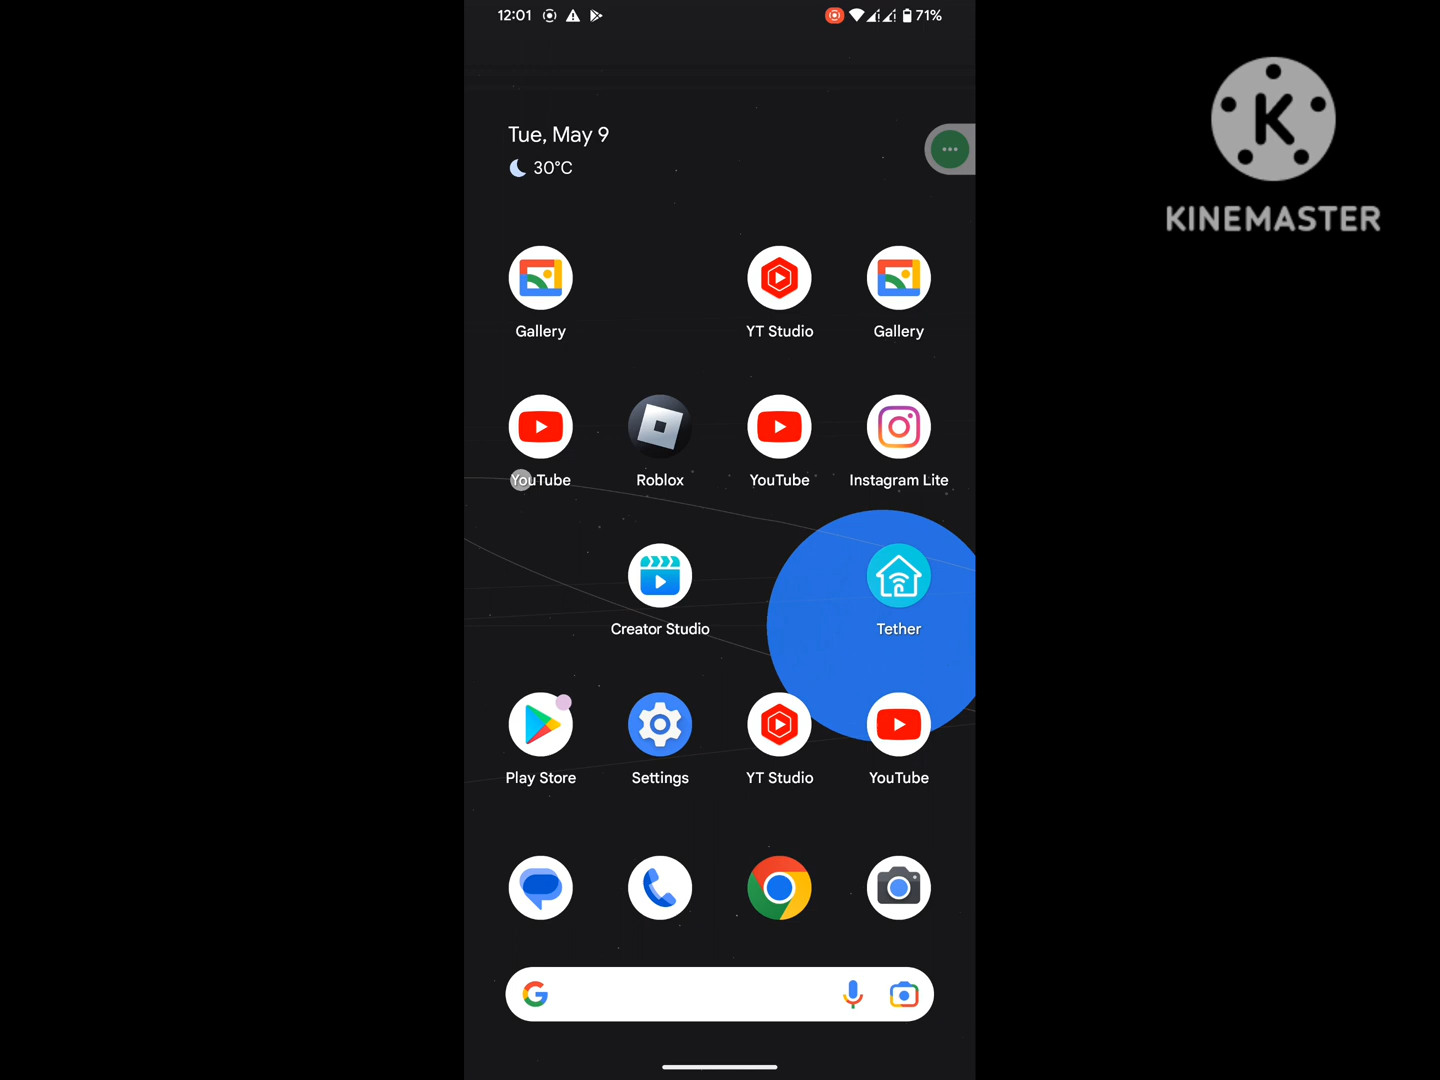 12:01
71%
Tue, May 9
30°C
KINEMASTER
Gallery
YT Studio
Gallery
YouTube
Roblox
YouTube
Instagram Lite
Creator Studio
Tether
Play Store
Settings
YT Studio
YouTube